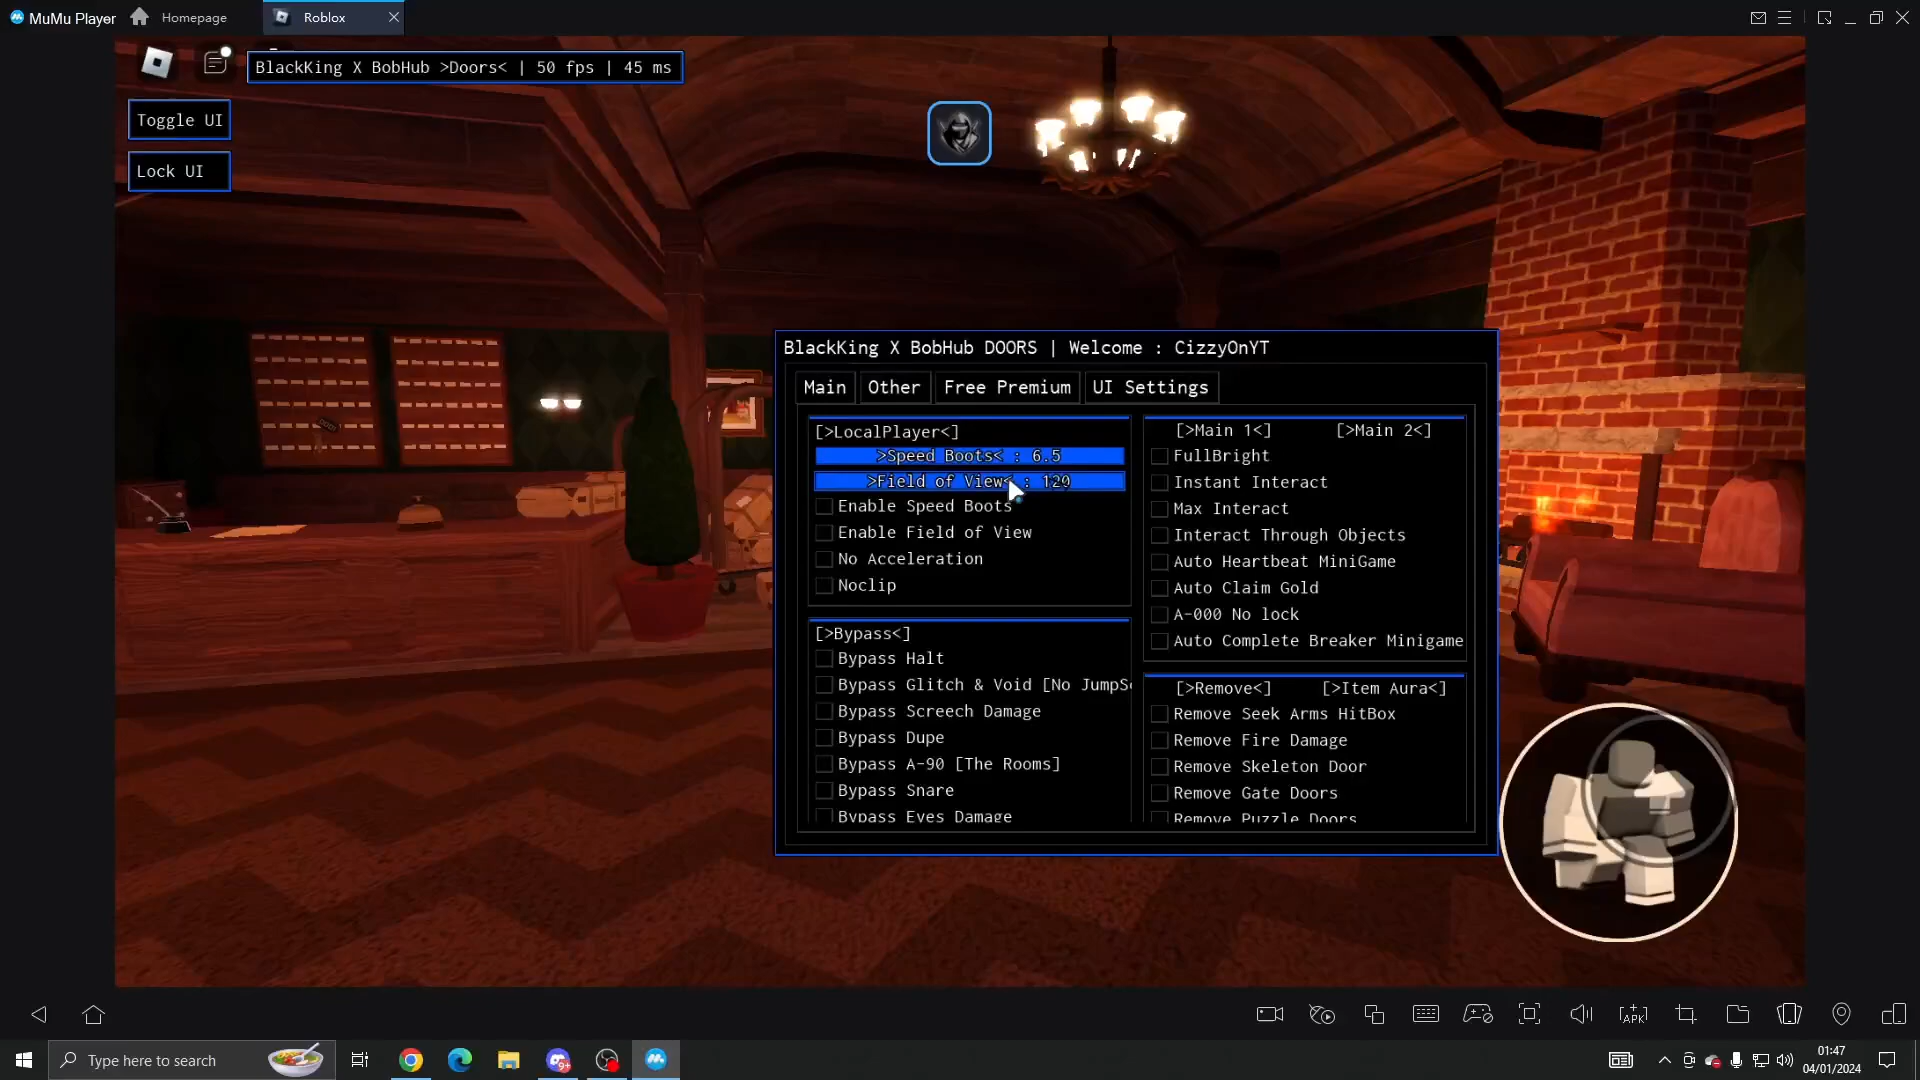 MuMu Player
Homepage
Roblox
BlackKing X BobHub >Doors< | 50 fps | 45 ms
Toggle UI
Lock UI
BlackKing X BobHub DOORS | Welcome : CizzyOnYT
Main
Other
Free Premium
UI Settings
[>LocalPlayer<]
>Speed Boots< : 6.5
>Field of View< : 120
Enable Speed Boots
Enable Field of View
No Acceleration
Noclip
[>Bypass<]
Bypass Halt
Bypass Glitch & Void [No JumpSc
Bypass Screech Damage
Bypass Dupe
Bypass A-90 [The Rooms]
Bypass Snare
Bypass Eyes Damage
[>Main 1<] [>Main 2<]
FullBright
Instant Interact
Max Interact
Interact Through Objects
Auto Heartbeat MiniGame
Auto Claim Gold
A-000 No lock
Auto Complete Breaker Minigame
[>Remove<] [>Item Aura<]
Remove Seek Arms HitBox
Remove Fire Damage
Remove Skeleton Door
Remove Gate Doors
Remove Puzzle Doors
APK
Type here to search
9+
01:47
04/01/2024